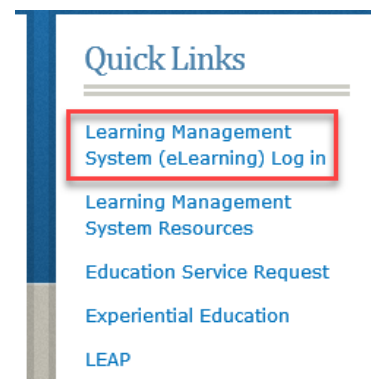 Quick Links
Learning Management
System (eLearning) Log in
Learning Management
System Resources
Education Service Request
Experiential Education
LEAP